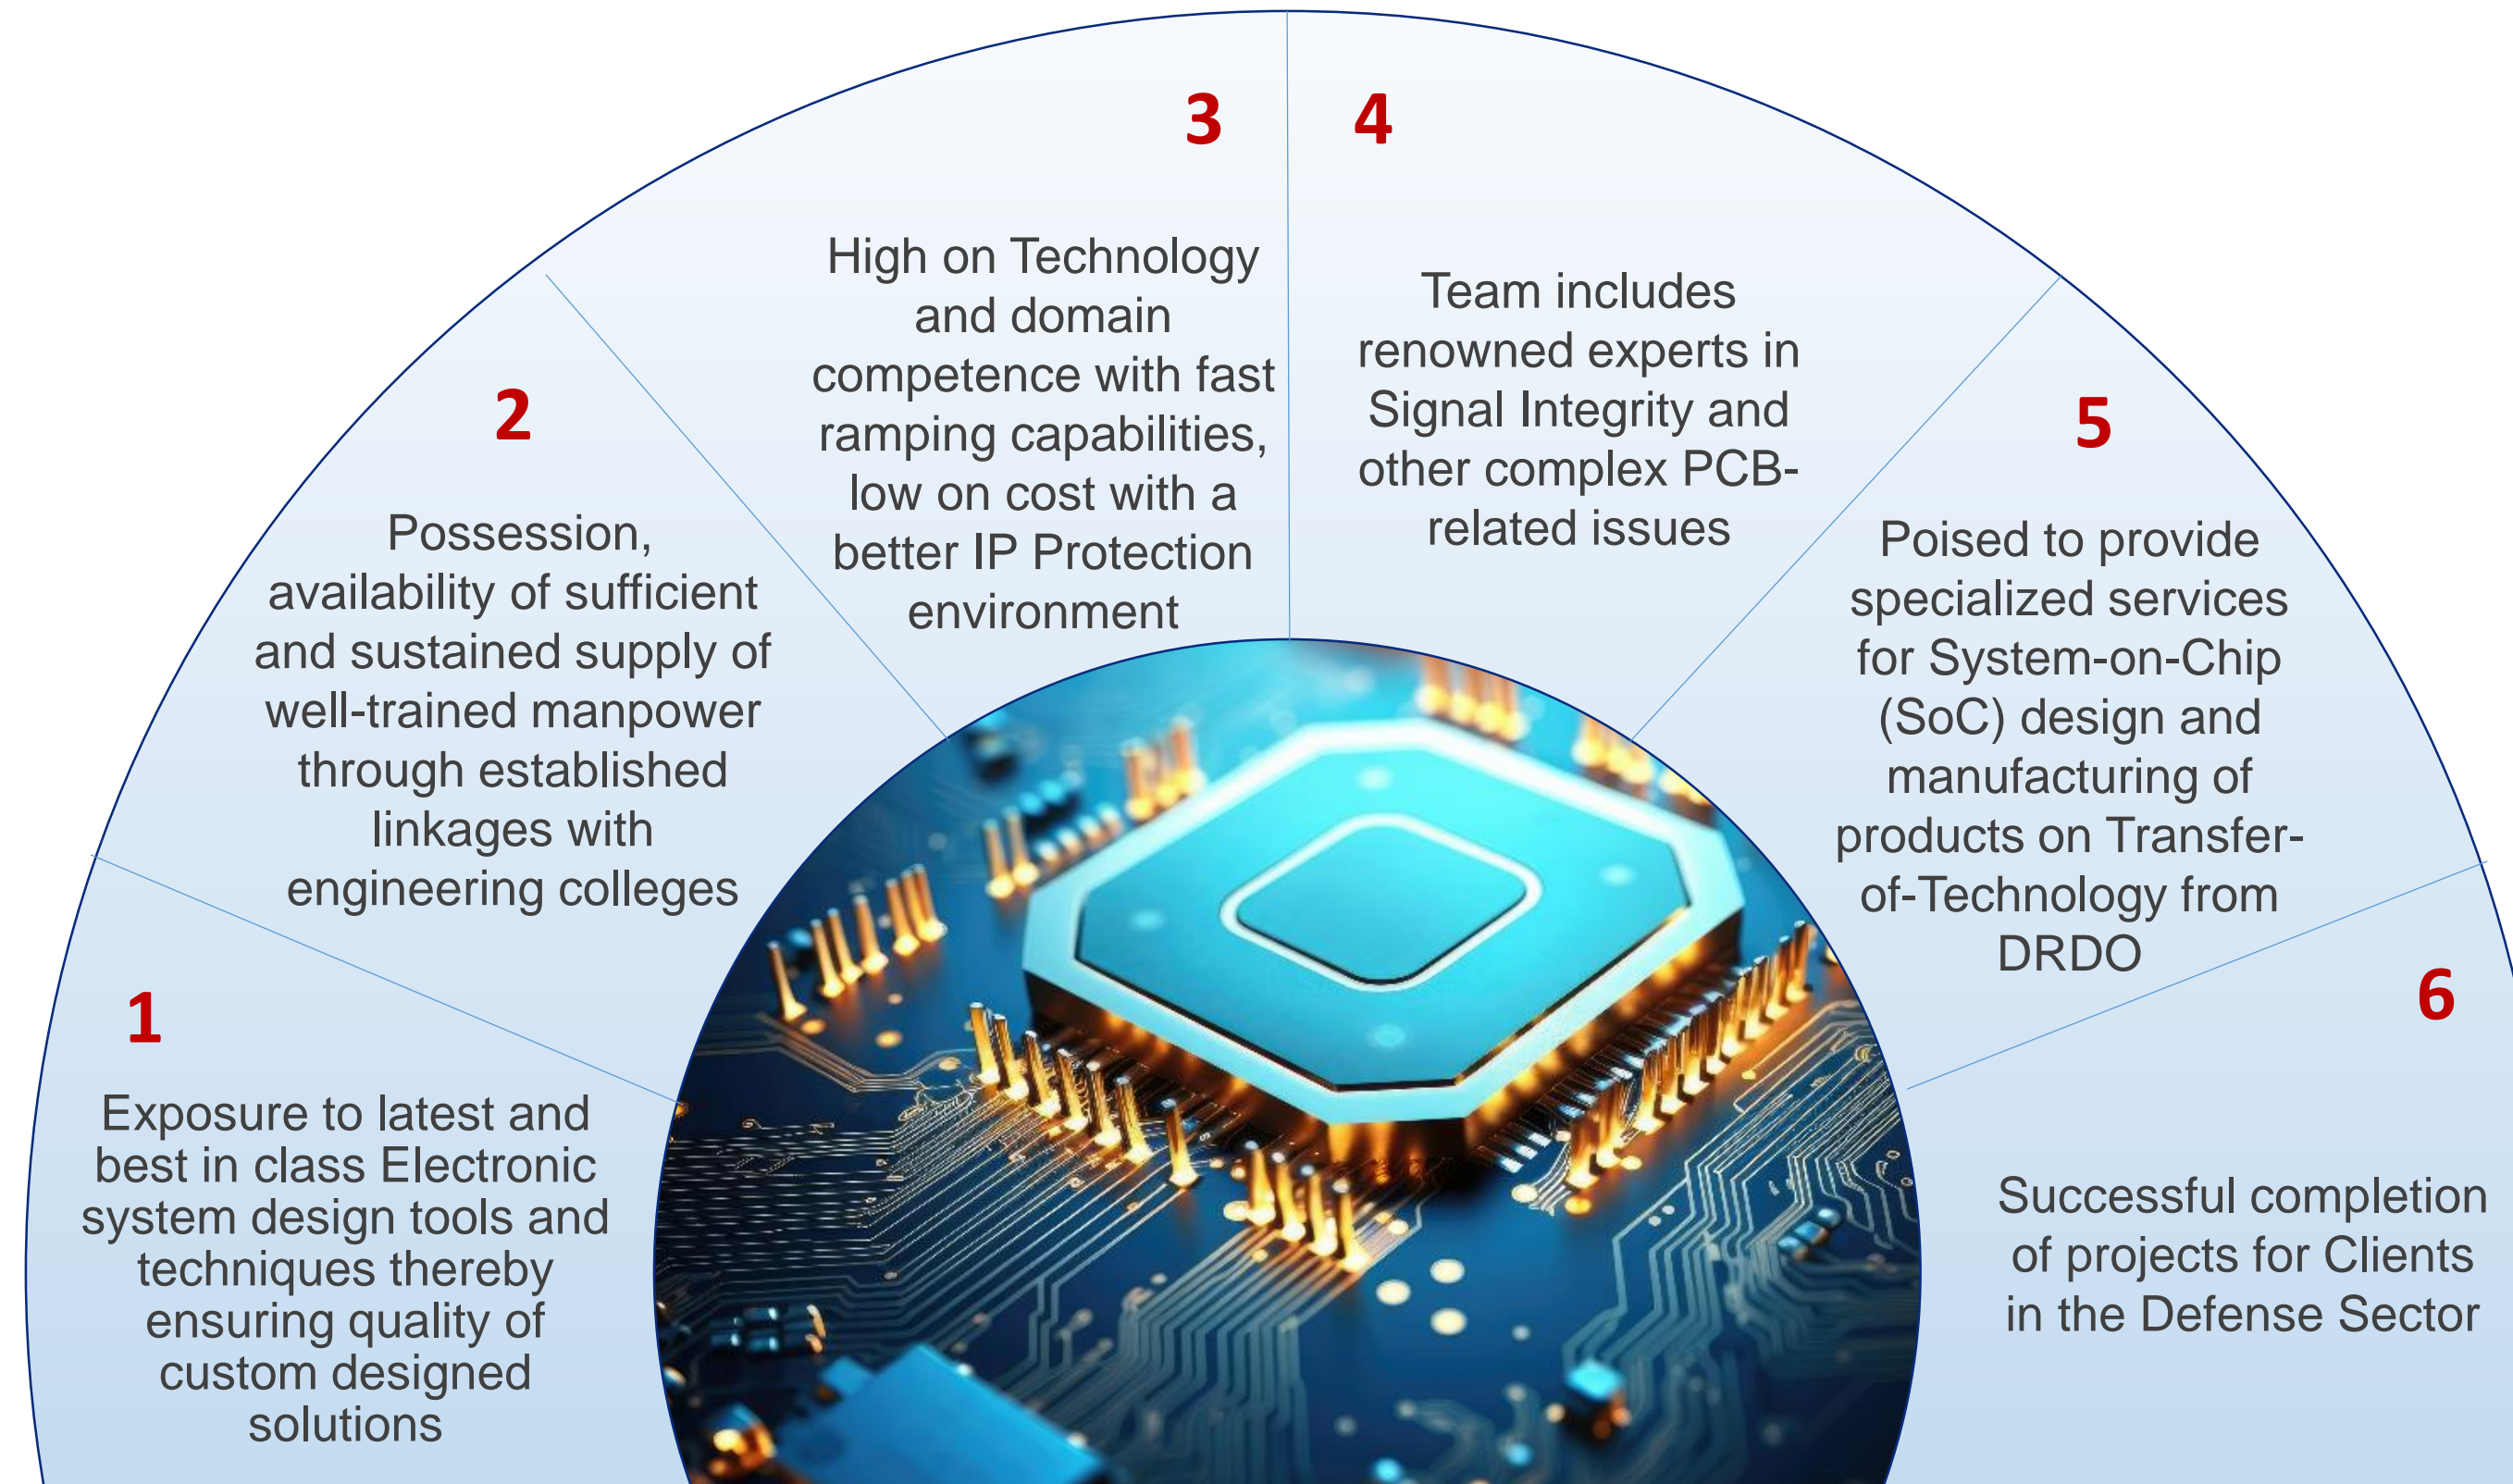 1
Exposure to latest and
best in class Electronic
system design tools and
techniques thereby
ensuring quality of
custom designed
solutions
2
Possession,
availability of sufficient
and sustained supply of
well-trained manpower
through established
linkages with
engineering colleges
3
High on Technology
and domain
competence with fast
ramping capabilities,
low on cost with a
better IP Protection
environment
4
Team includes
renowned experts in
Signal Integrity and
other complex PCB-
related issues
5
Poised to provide
specialized services
for System-on-Chip
(SoC) design and
manufacturing of
products on Transfer-
of-Technology from
DRDO
6
Successful completion
of projects for Clients
in the Defense Sector